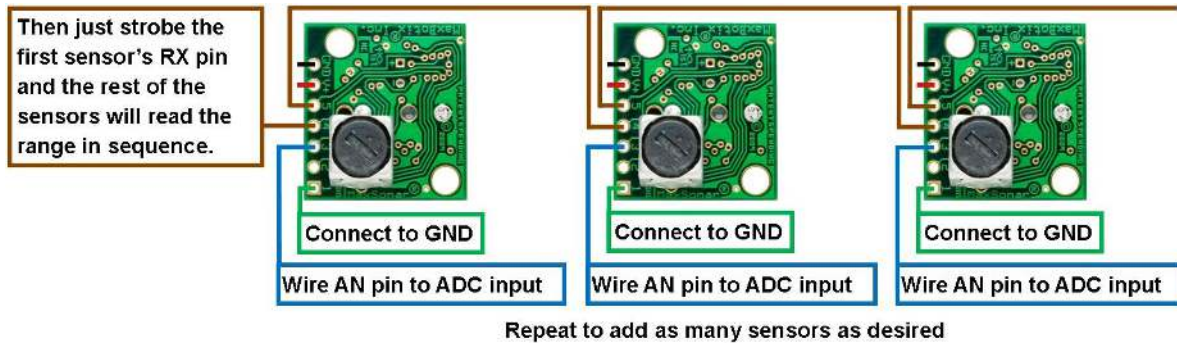 Then just strobe the
first sensor's RX pin
and the rest of the
sensors will read the
range in sequence.
Connect to GND
Connect to GND
Connect to GND
Wire AN pin to ADC input
Wire AN pin to ADC input
Wire AN pin to ADC input
Repeat to add as many sensors as desired